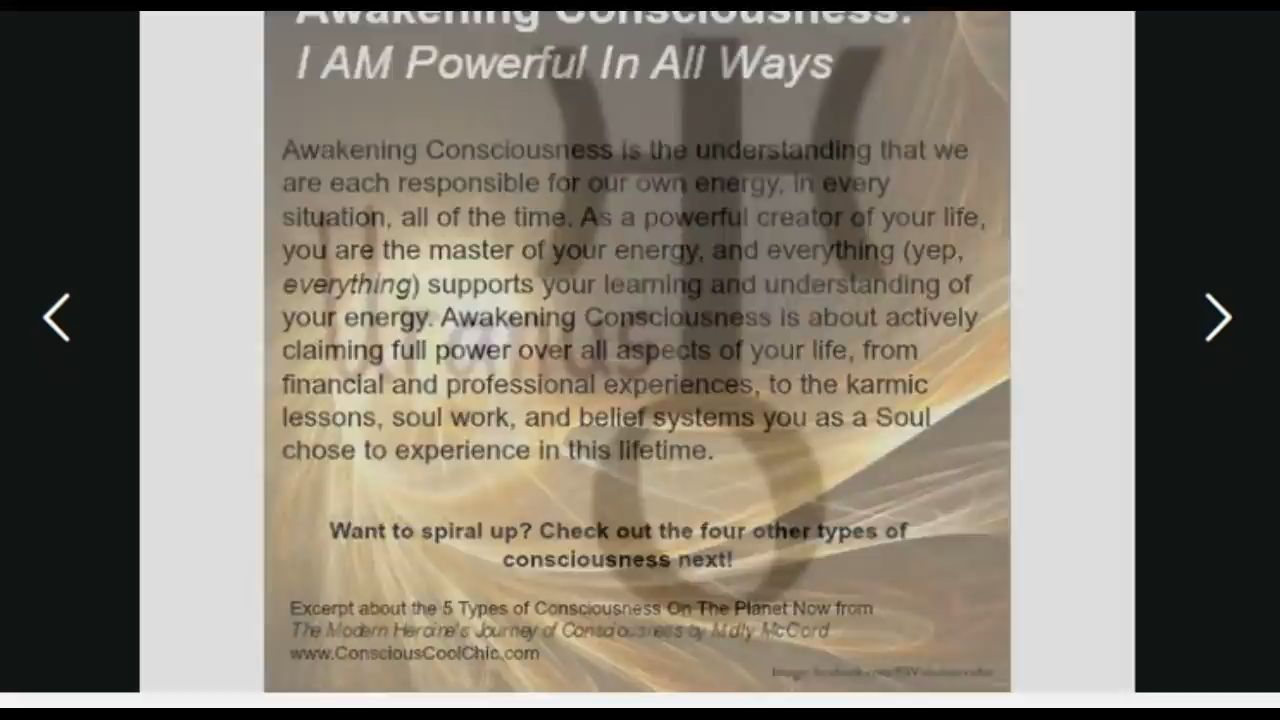 Awakening Consciousness:
I AM Powerful In All Ways
Awakening Consciousness is the understanding that we
are each responsible for our own energy, in every
situation, all of the time. As a powerful creator of your life,
you are the master of your energy, and everything (yep,
everything) supports your learning and understanding of
your energy. Awakening Consciousness is about actively
claiming full power over all aspects of your life, from
financial and professional experiences, to the karmic
lessons, soul work, and belief systems you as a Soul
chose to experience in this lifetime.
Want to spiral up? Check out the four other types of
consciousness next!
Excerpt about the 5 Types of Consciousness On The Planet Now from
The Modern Heroine's Journey of Consciousness by Molly McCord
www.ConsciousCoolChic.com